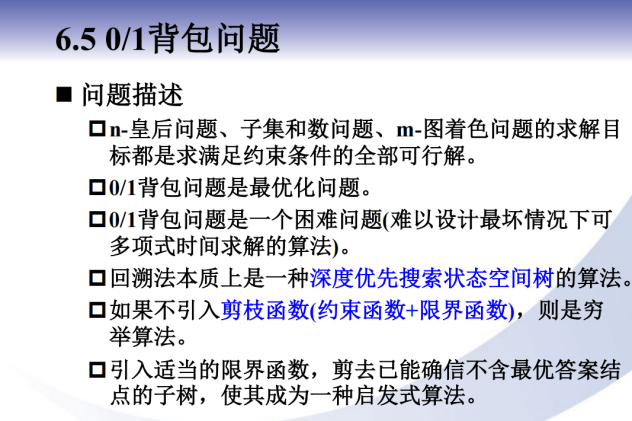 6.5 0/1背包问题
■ 问题描述
n-皇后问题、子集和数问题、m-图着色问题的求解目
标都是求满足约束条件的全部可行解。
0/1背包问题是最优化问题。
0/1背包问题是一个困难问题(难以设计最坏情况下可
多项式时间求解的算法)。
回溯法本质上是一种深度优先搜索状态空间树的算法。
如果不引入剪枝函数(约束函数+限界函数)，则是穷
举算法。
引入适当的限界函数，剪去已能确信不含最优答案结
点的子树，使其成为一种启发式算法。